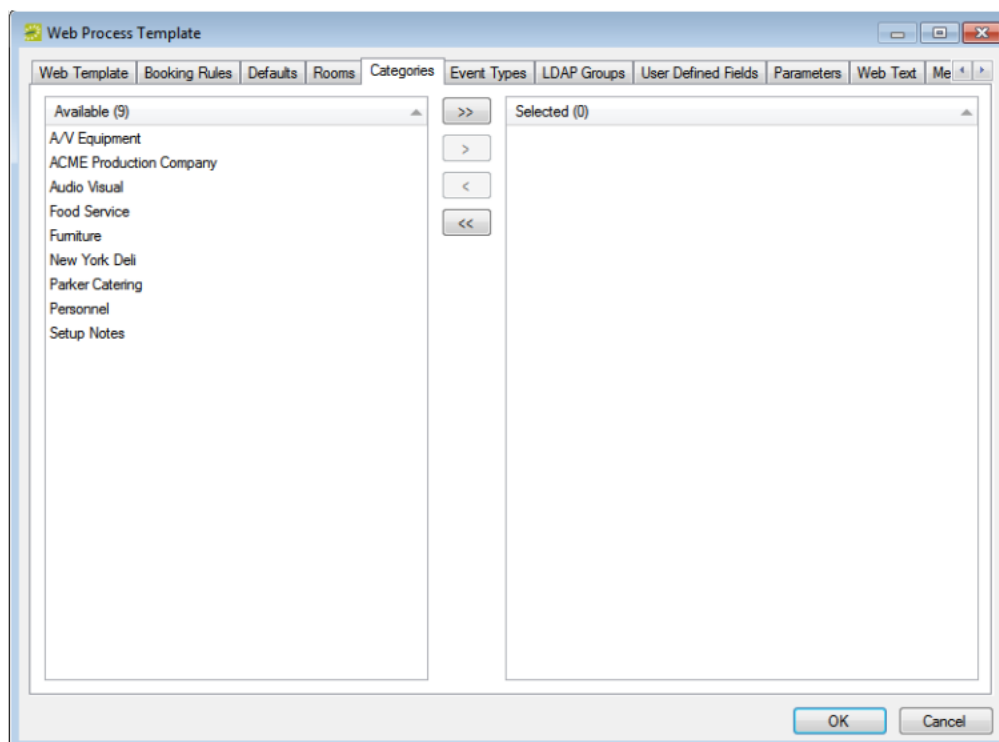 Web Process Template
Web Template Booking Rules Defaults Rooms Categories Event Types LDAP Groups User Defined Fields Parameters Web Text Me
Available (9) >> Selected (0)
A/V Equipment
>
ACME Production Company
Audio Visual <
Food Service
<<
Furniture
New York Deli
Parker Catering
Personnel
Setup Notes
OK Cancel